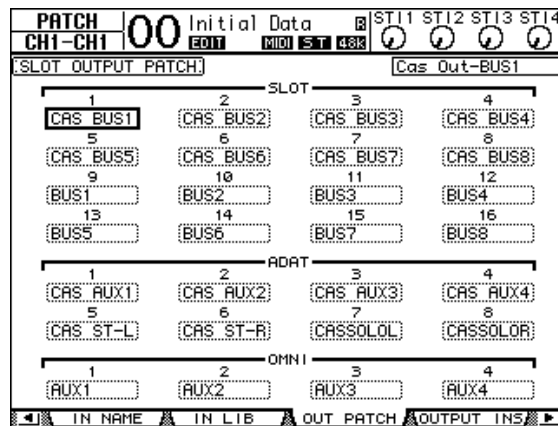 PATCH 00 Initial Data R ST11 ST12 ST13 ST14
CH1-CH1 EDIT MIDI ST 48k
SLOT OUTPUT PATCH Cas Out-BUS1
SLOT
1 2 3 4
CAS BUS1 CAS BUS2 CAS BUS3 CAS BUS4
5 6 7 8
CAS BUS5 CAS BUS6 CAS BUS7 CAS BUS8
9 10 11 12
BUS1 BUS2 BUS3 BUS4
13 14 15 16
BUS5 BUS6 BUS7 BUS8
ADAT
1 2 3 4
CAS AUX1 CAS AUX2 CAS AUX3 CAS AUX4
5 6 7 8
CAS ST-L CAS ST-R CASSOLOL CASSOLOR
OMNI
1 2 3 4
AUX1 AUX2 AUX3 AUX4
IN NAME IN LIB OUT PATCH OUTPUT INS